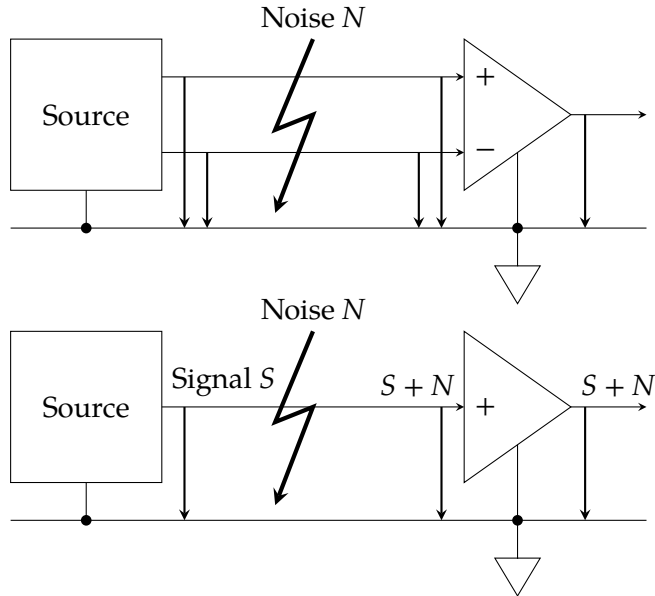 Noise N
Source
+
−
Noise N
Signal S
S + N
S + N
Source
+